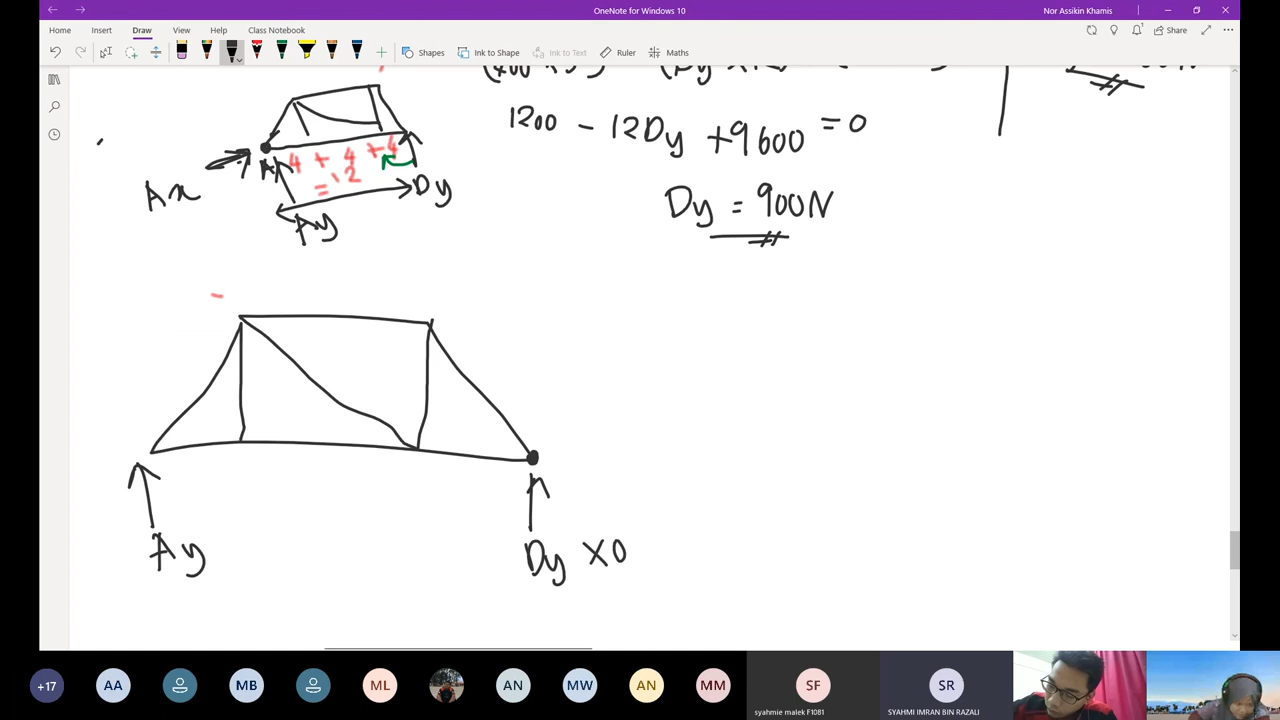 OneNote for Windows 10
Nor Assikin Khamis
Home
Insert
Draw
View
Help
Class Notebook
Share
Shapes
Ink to Shape
Ink to Text
Ruler
Maths
1200 - 12Dy + 9600 = 0
Dy = 900N
4 + 4 + 4
= 12
Ax
A
Dy
Ay
Ay
Dy x0
+17
AA
MB
ML
AN
MW
AN
MM
SF
syahmie malek F1081
SR
SYAHMI IMRAN BIN RAZALI